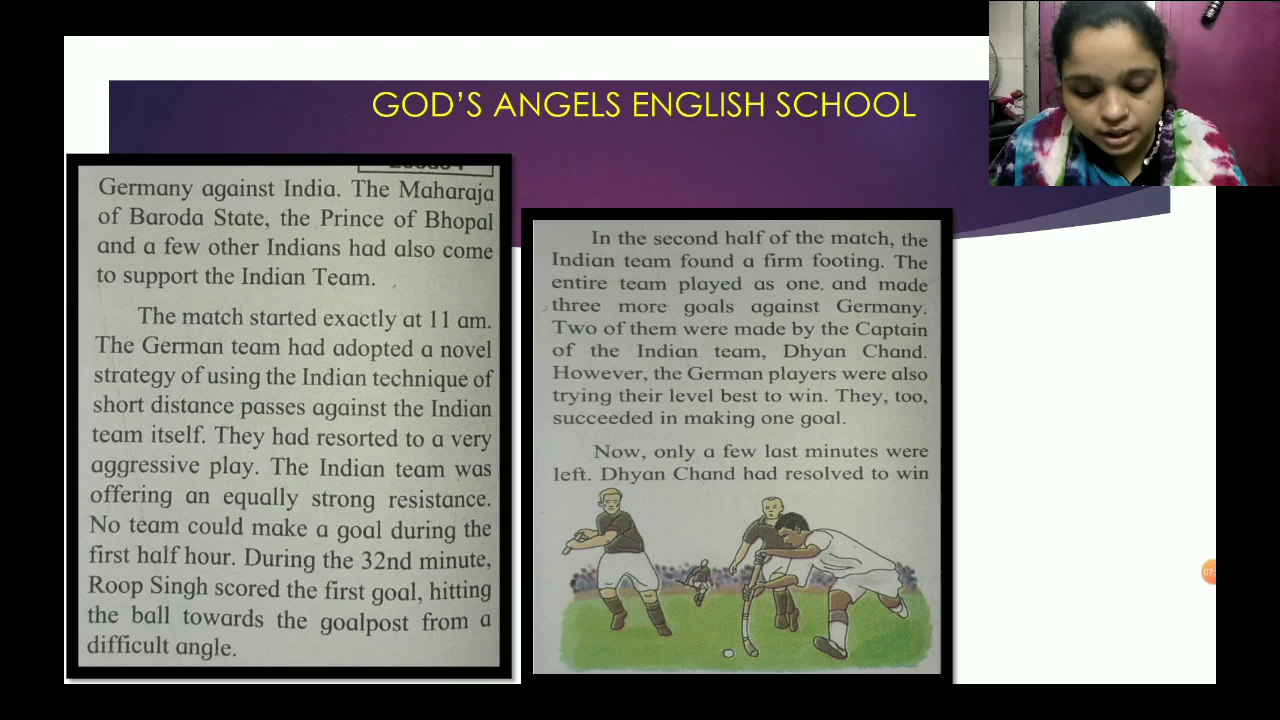 GOD'S ANGELS ENGLISH SCHOOL
Germany against India. The Maharaja
of Baroda State, the Prince of Bhopal
and a few other Indians had also come
to support the Indian Team.
The match started exactly at 11 am.
The German team had adopted a novel
strategy of using the Indian technique of
short distance passes against the Indian
team itself. They had resorted to a very
aggressive play. The Indian team was
offering an equally strong resistance.
No team could make a goal during the
first half hour. During the 32nd minute,
Roop Singh scored the first goal, hitting
the ball towards the goalpost from a
difficult angle.
In the second half of the match, the
Indian team found a firm footing. The
entire team played as one and made
three more goals against Germany.
Two of them were made by the Captain
of the Indian team, Dhyan Chand.
However, the German players were also
trying their level best to win. They, too,
succeeded in making one goal.
Now, only a few last minutes were
left. Dhyan Chand had resolved to win